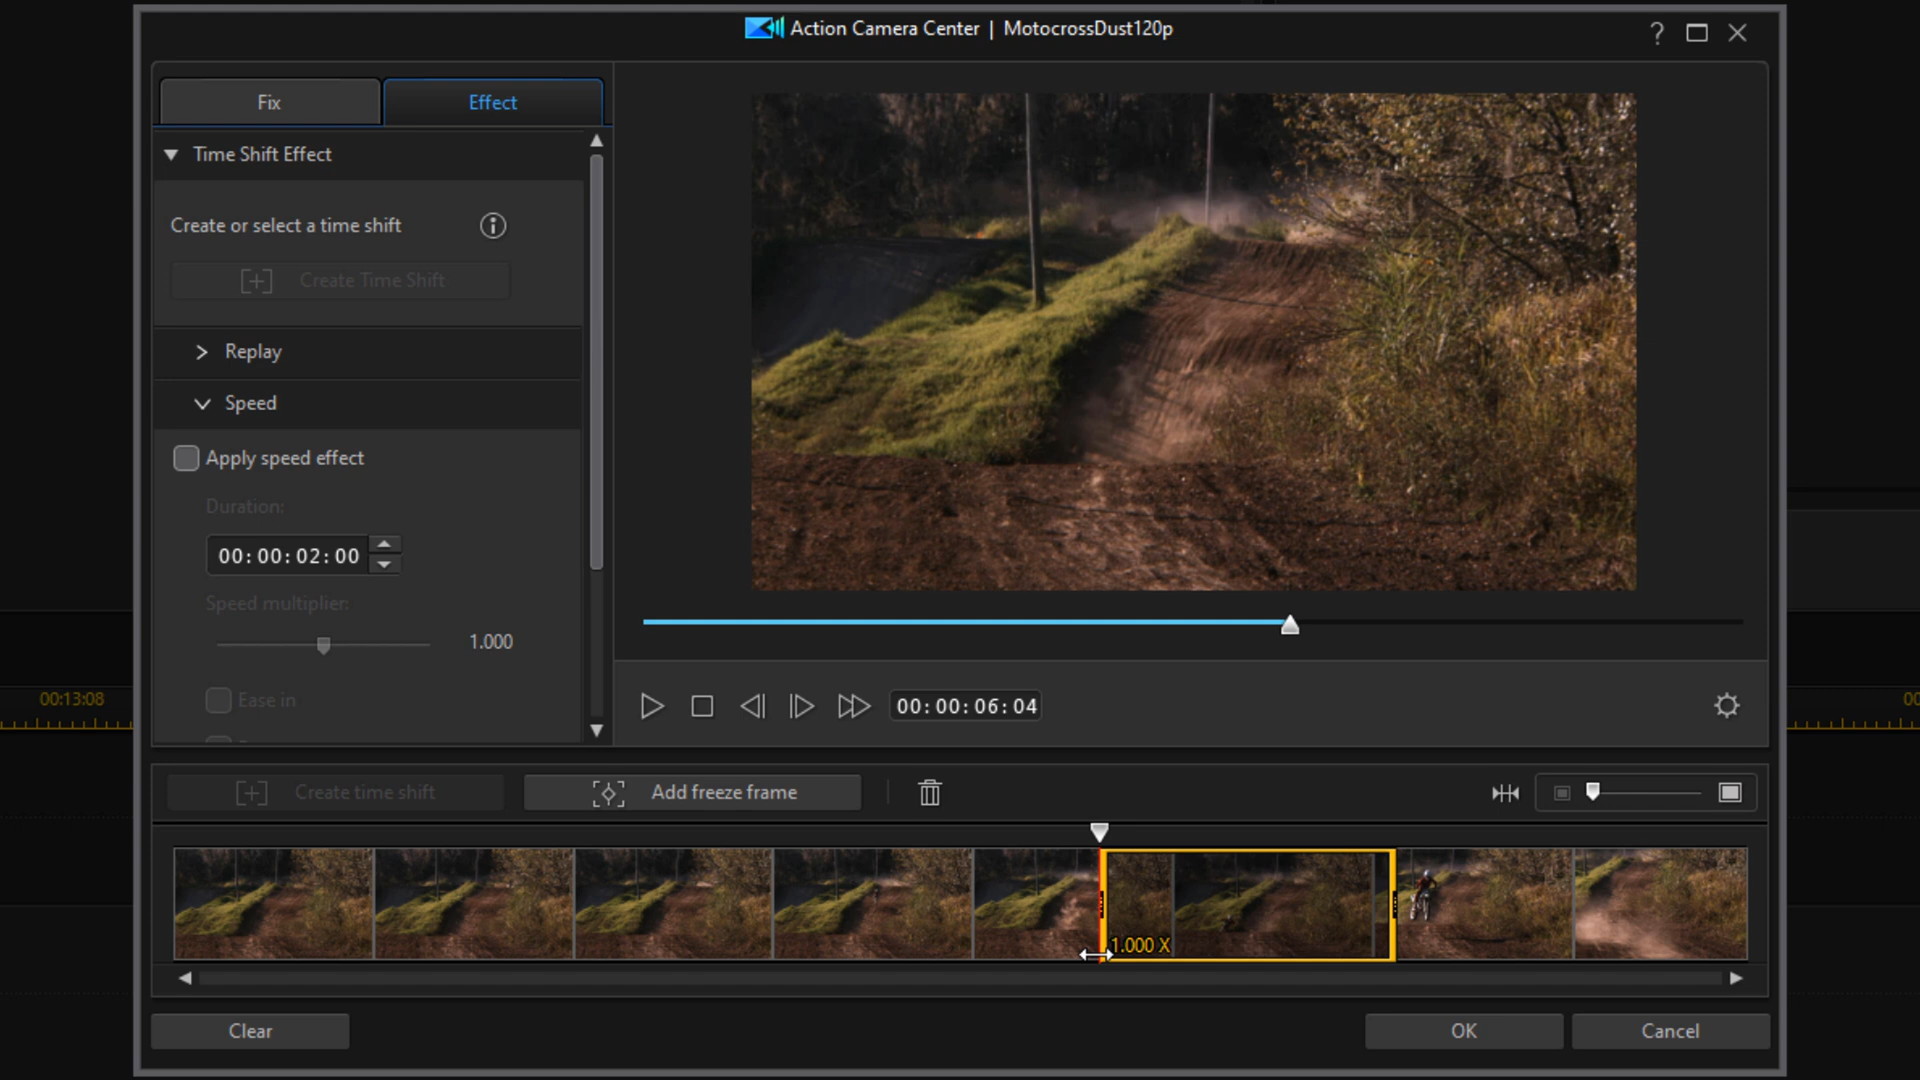 Action Camera Center | MotocrossDust120p
?
Fix
Effect
Time Shift Effect
Create or select a time shift
Create Time Shift
Replay
Speed
Apply speed effect
Duration:
00:00:02:00
Speed multiplier:
1.000
Ease in
00:13:08
00
00:00:06:04
Create time shift
Add freeze frame
1.000 X
Clear
OK
Cancel